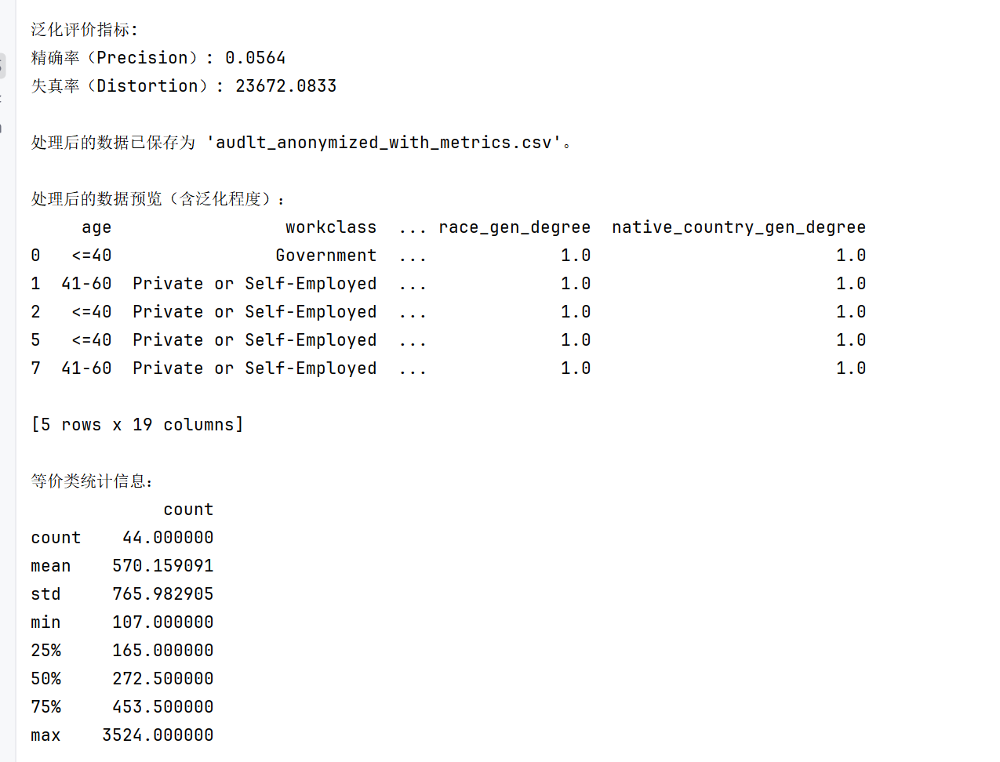 泛化评价指标:
精确率（Precision）: 0.0564
失真率（Distortion）: 23672.0833
处理后的数据已保存为 'audlt_anonymized_with_metrics.csv'。
处理后的数据预览（含泛化程度）:
age workclass ... race_gen_degree native_country_gen_degree
0 <=40 Government ... 1.0 1.0
1 41-60 Private or Self-Employed ... 1.0 1.0
2 <=40 Private or Self-Employed ... 1.0 1.0
5 <=40 Private or Self-Employed ... 1.0 1.0
7 41-60 Private or Self-Employed ... 1.0 1.0
[5 rows x 19 columns]
等价类统计信息:
count
count 44.000000
mean 570.159091
std 765.982905
min 107.000000
25% 165.000000
50% 272.500000
75% 453.500000
max 3524.000000